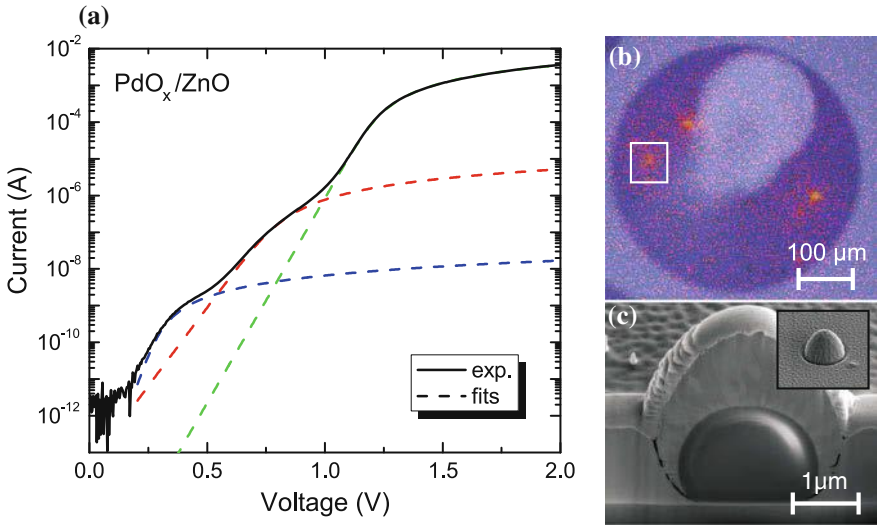 (a)
PdOx/ZnO
10-2
10-4
10-6
10-8
10-10
10-12
Current (A)
0.0 0.5 1.0 1.5 2.0
Voltage (V)
exp.
fits
(b)
100 µm
(c)
1µm